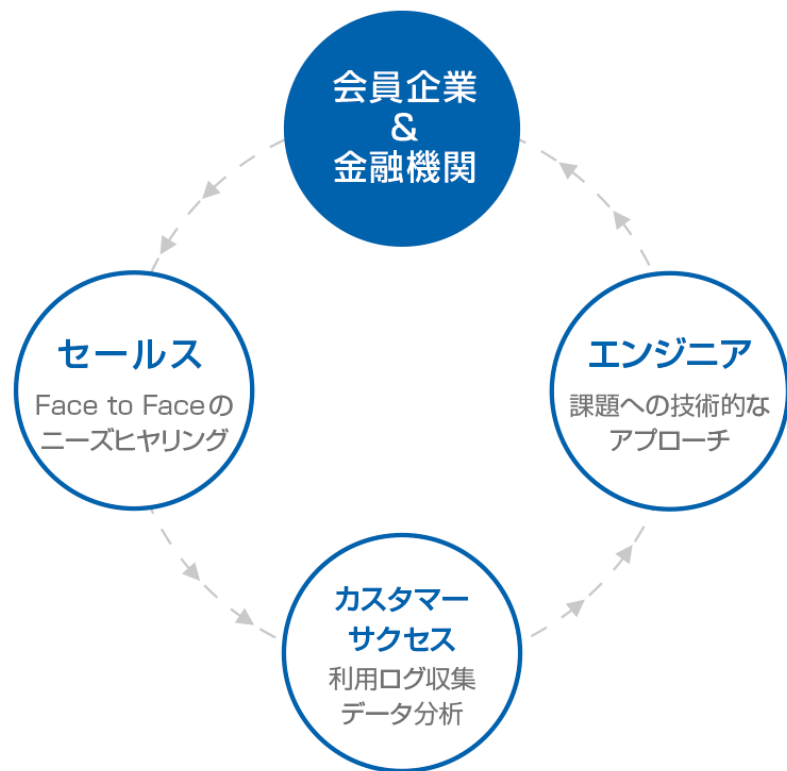 会員企業
&
金融機関
セールス
Face to Faceの
ニーズヒヤリング
エンジニア
課題への技術的な
アプローチ
カスタマー
サクセス
利用ログ収集
データ分析